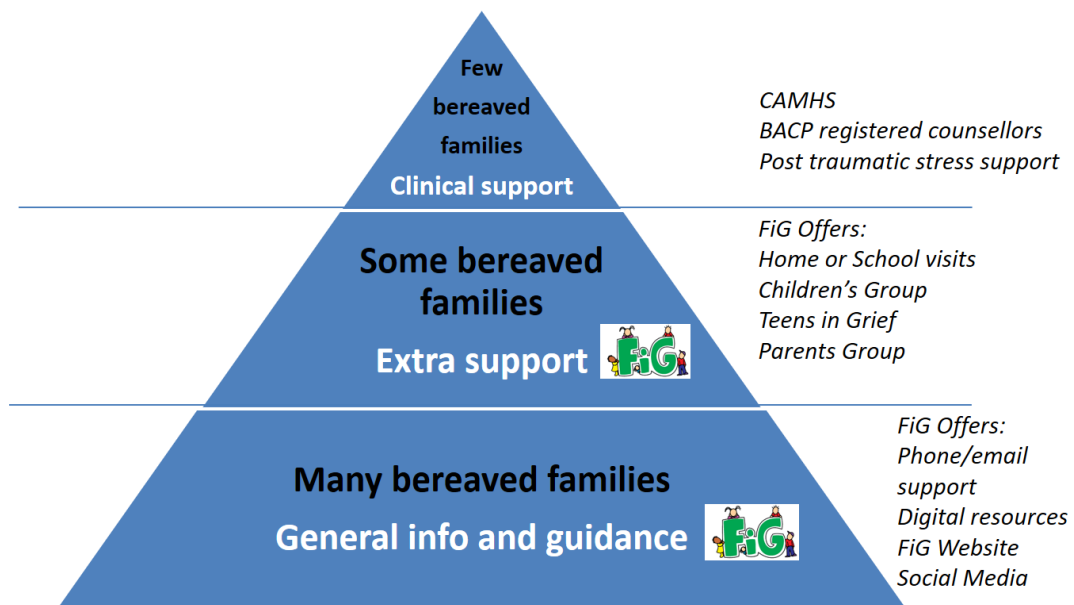 Few
bereaved
families
Clinical support
CAMHS
BACP registered counsellors
Post traumatic stress support
Some bereaved
families
Extra support
FiG
FiG Offers:
Home or School visits
Children’s Group
Teens in Grief
Parents Group
Many bereaved families
General info and guidance
FiG
FiG Offers:
Phone/email
support
Digital resources
FiG Website
Social Media